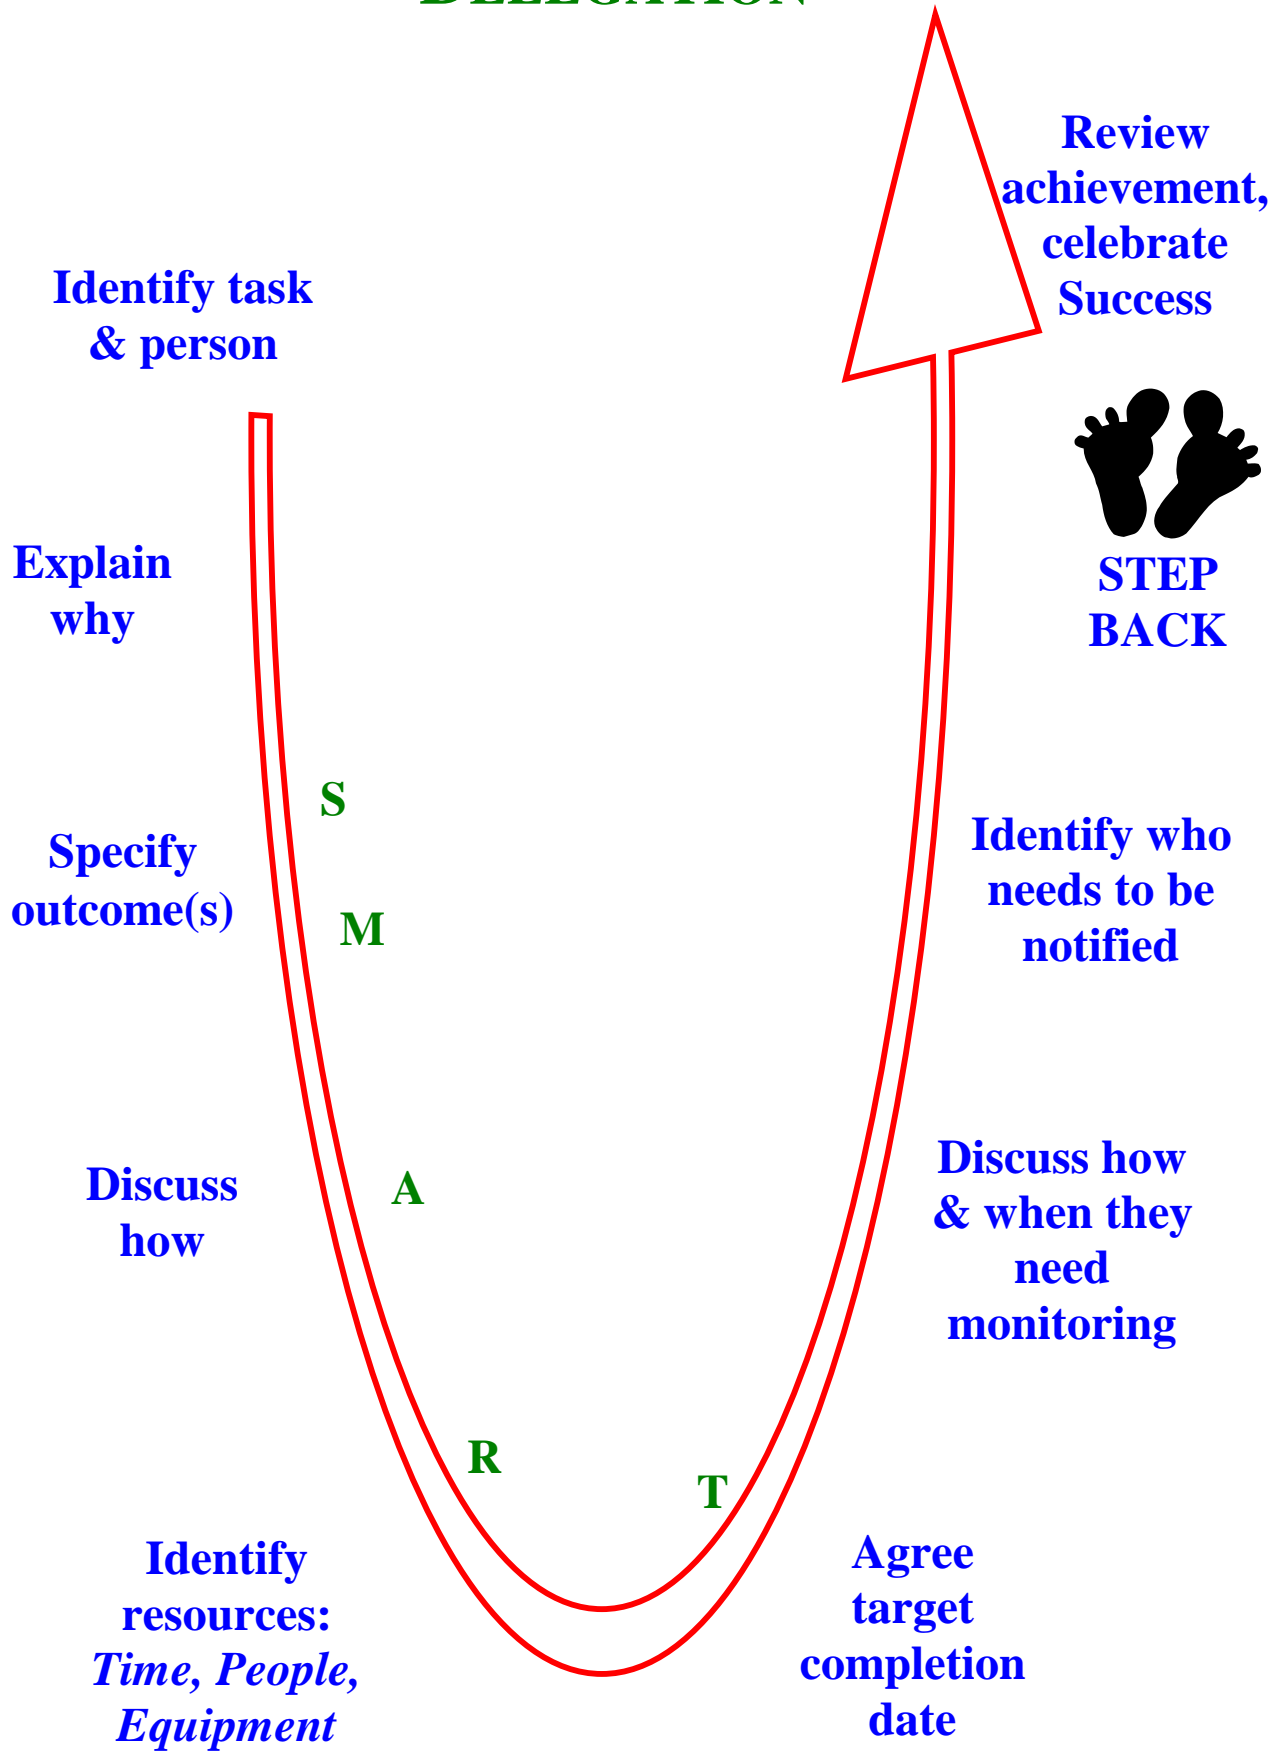 DELEGATION
Identify task
& person
Explain
why
Specify
outcome(s)
Discuss
how
Identify
resources:
Time, People,
Equipment
S
M
A
R
T
Agree
target
completion
date
Discuss how
& when they
need
monitoring
Identify who
needs to be
notified
STEP
BACK
Review
achievement,
celebrate
Success